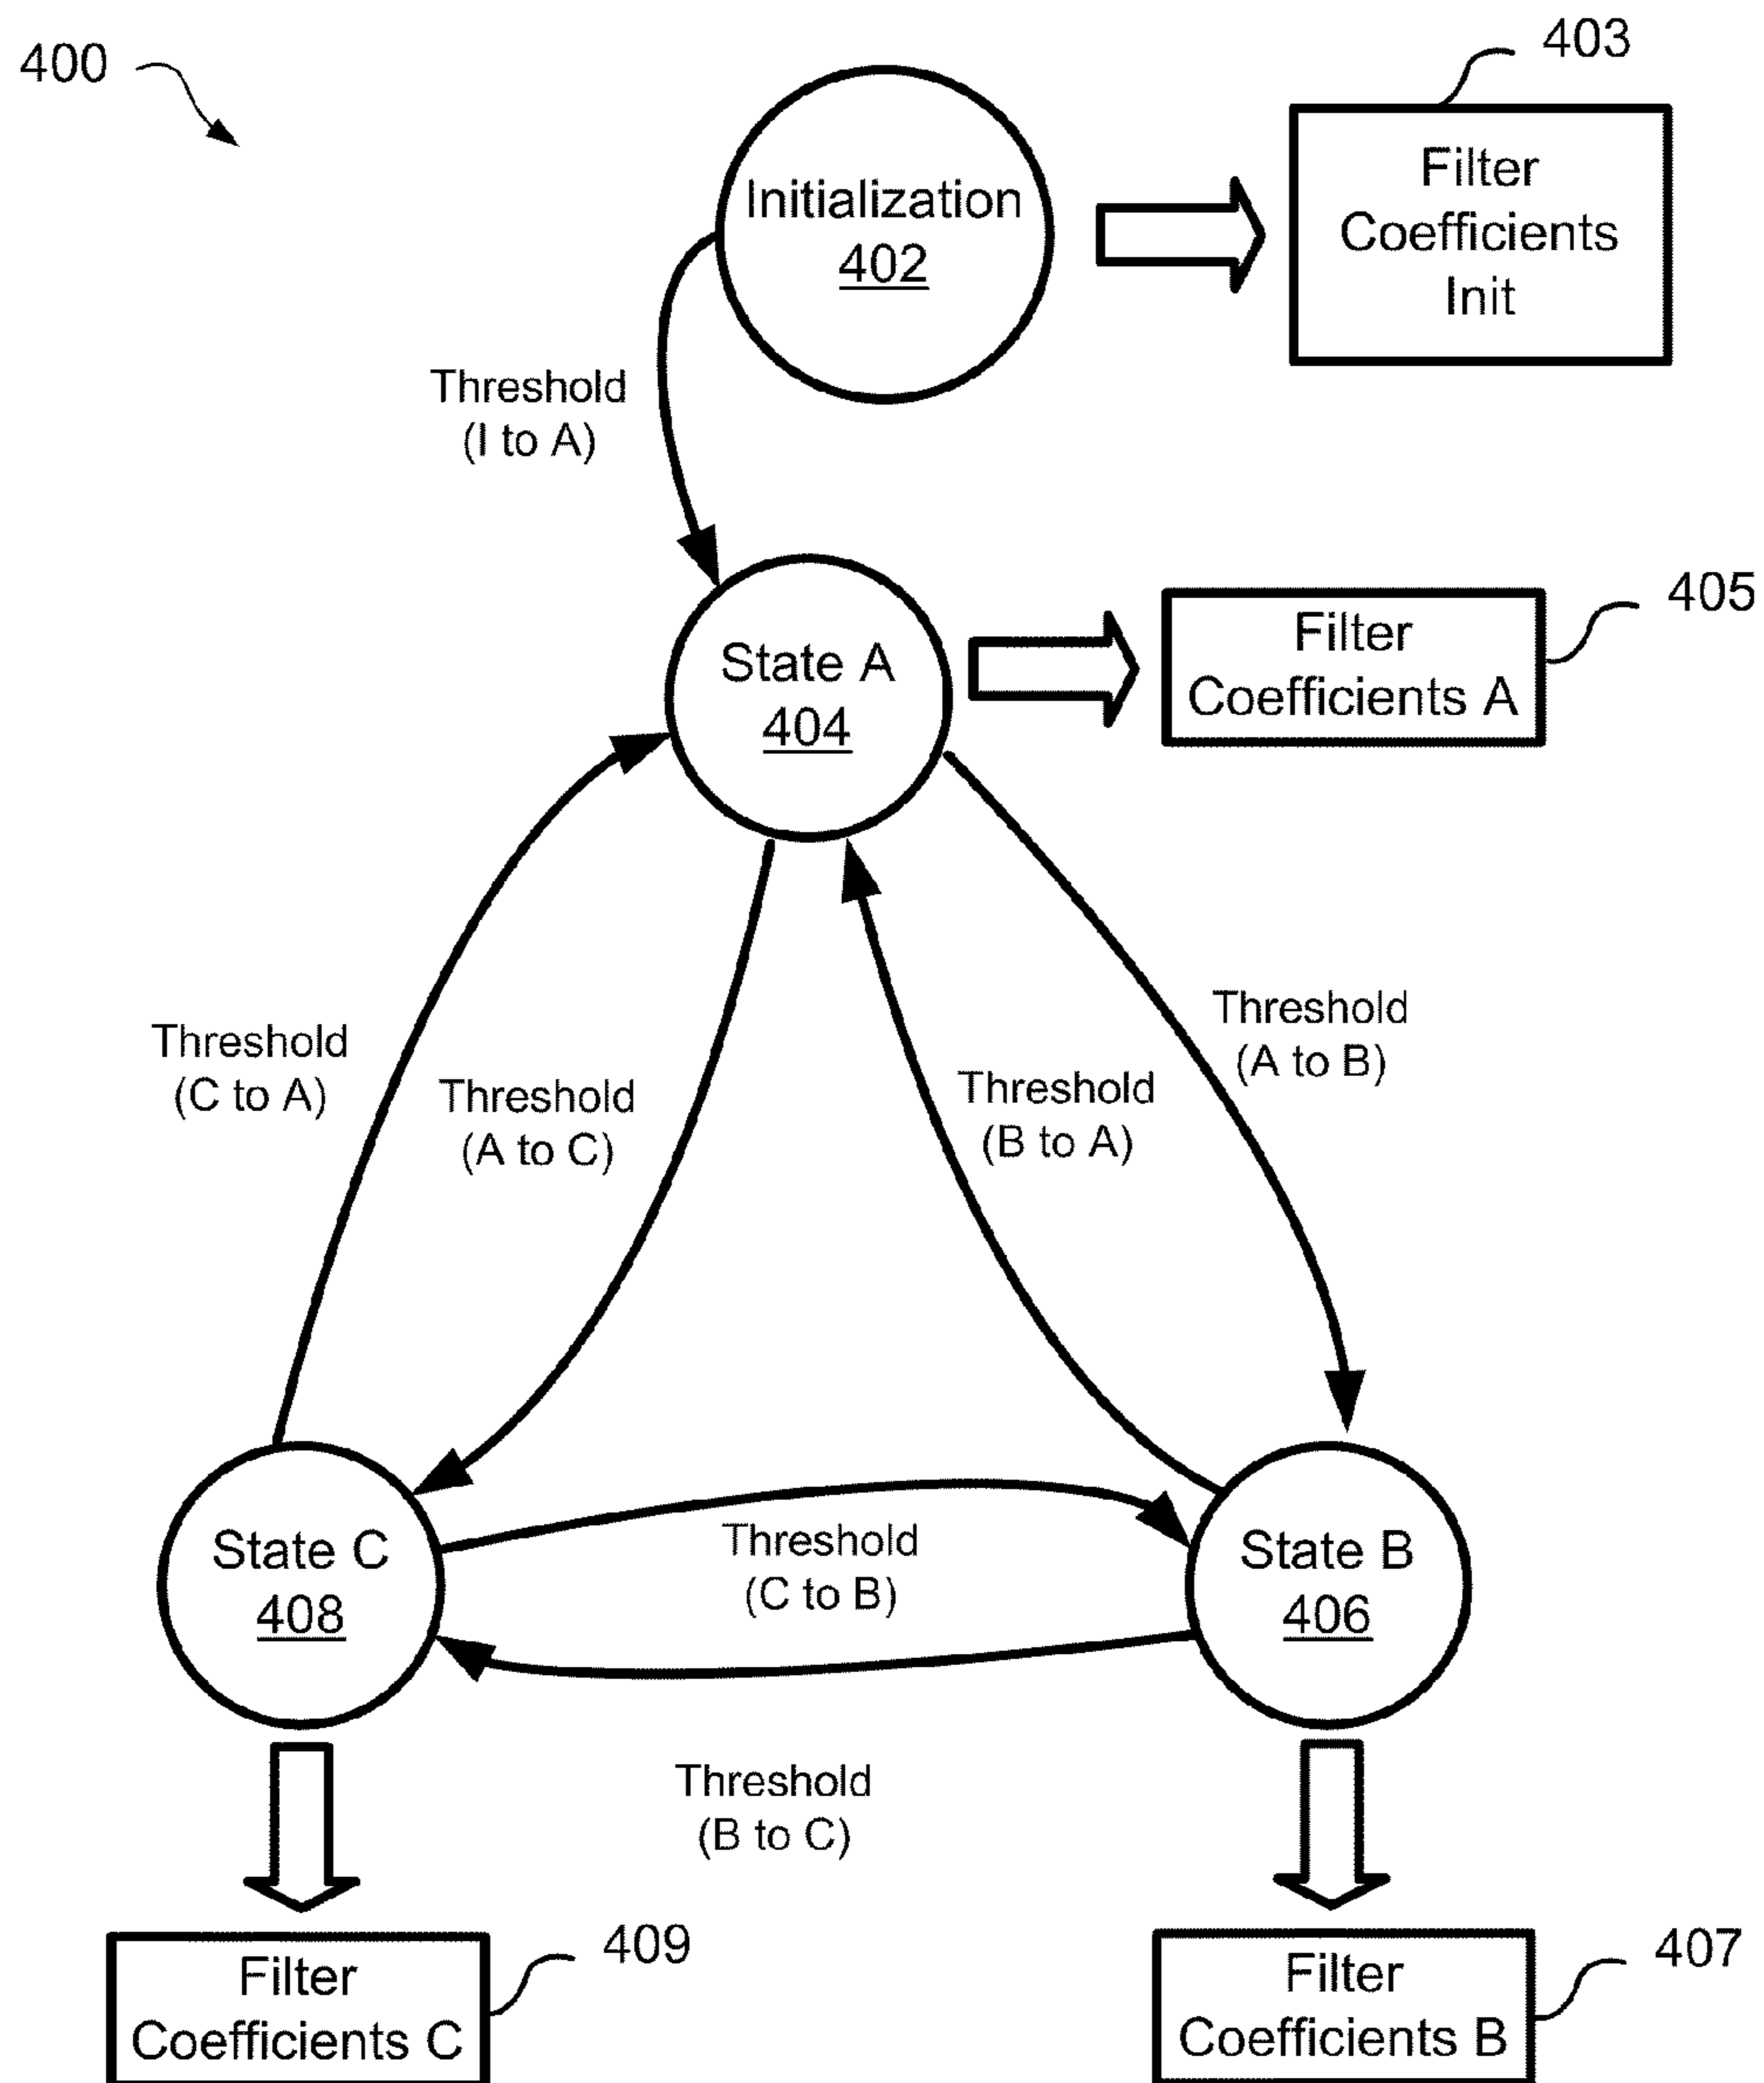 400
403
Initialization
402
Filter
Coefficients
Init
Threshold
(I to A)
405
State A
404
Filter
Coefficients A
Threshold
(C to A)
Threshold
(A to C)
Threshold
(B to A)
Threshold
(A to B)
State C
408
Threshold
(C to B)
State B
406
Threshold
(B to C)
409
Filter
Coefficients C
407
Filter
Coefficients B